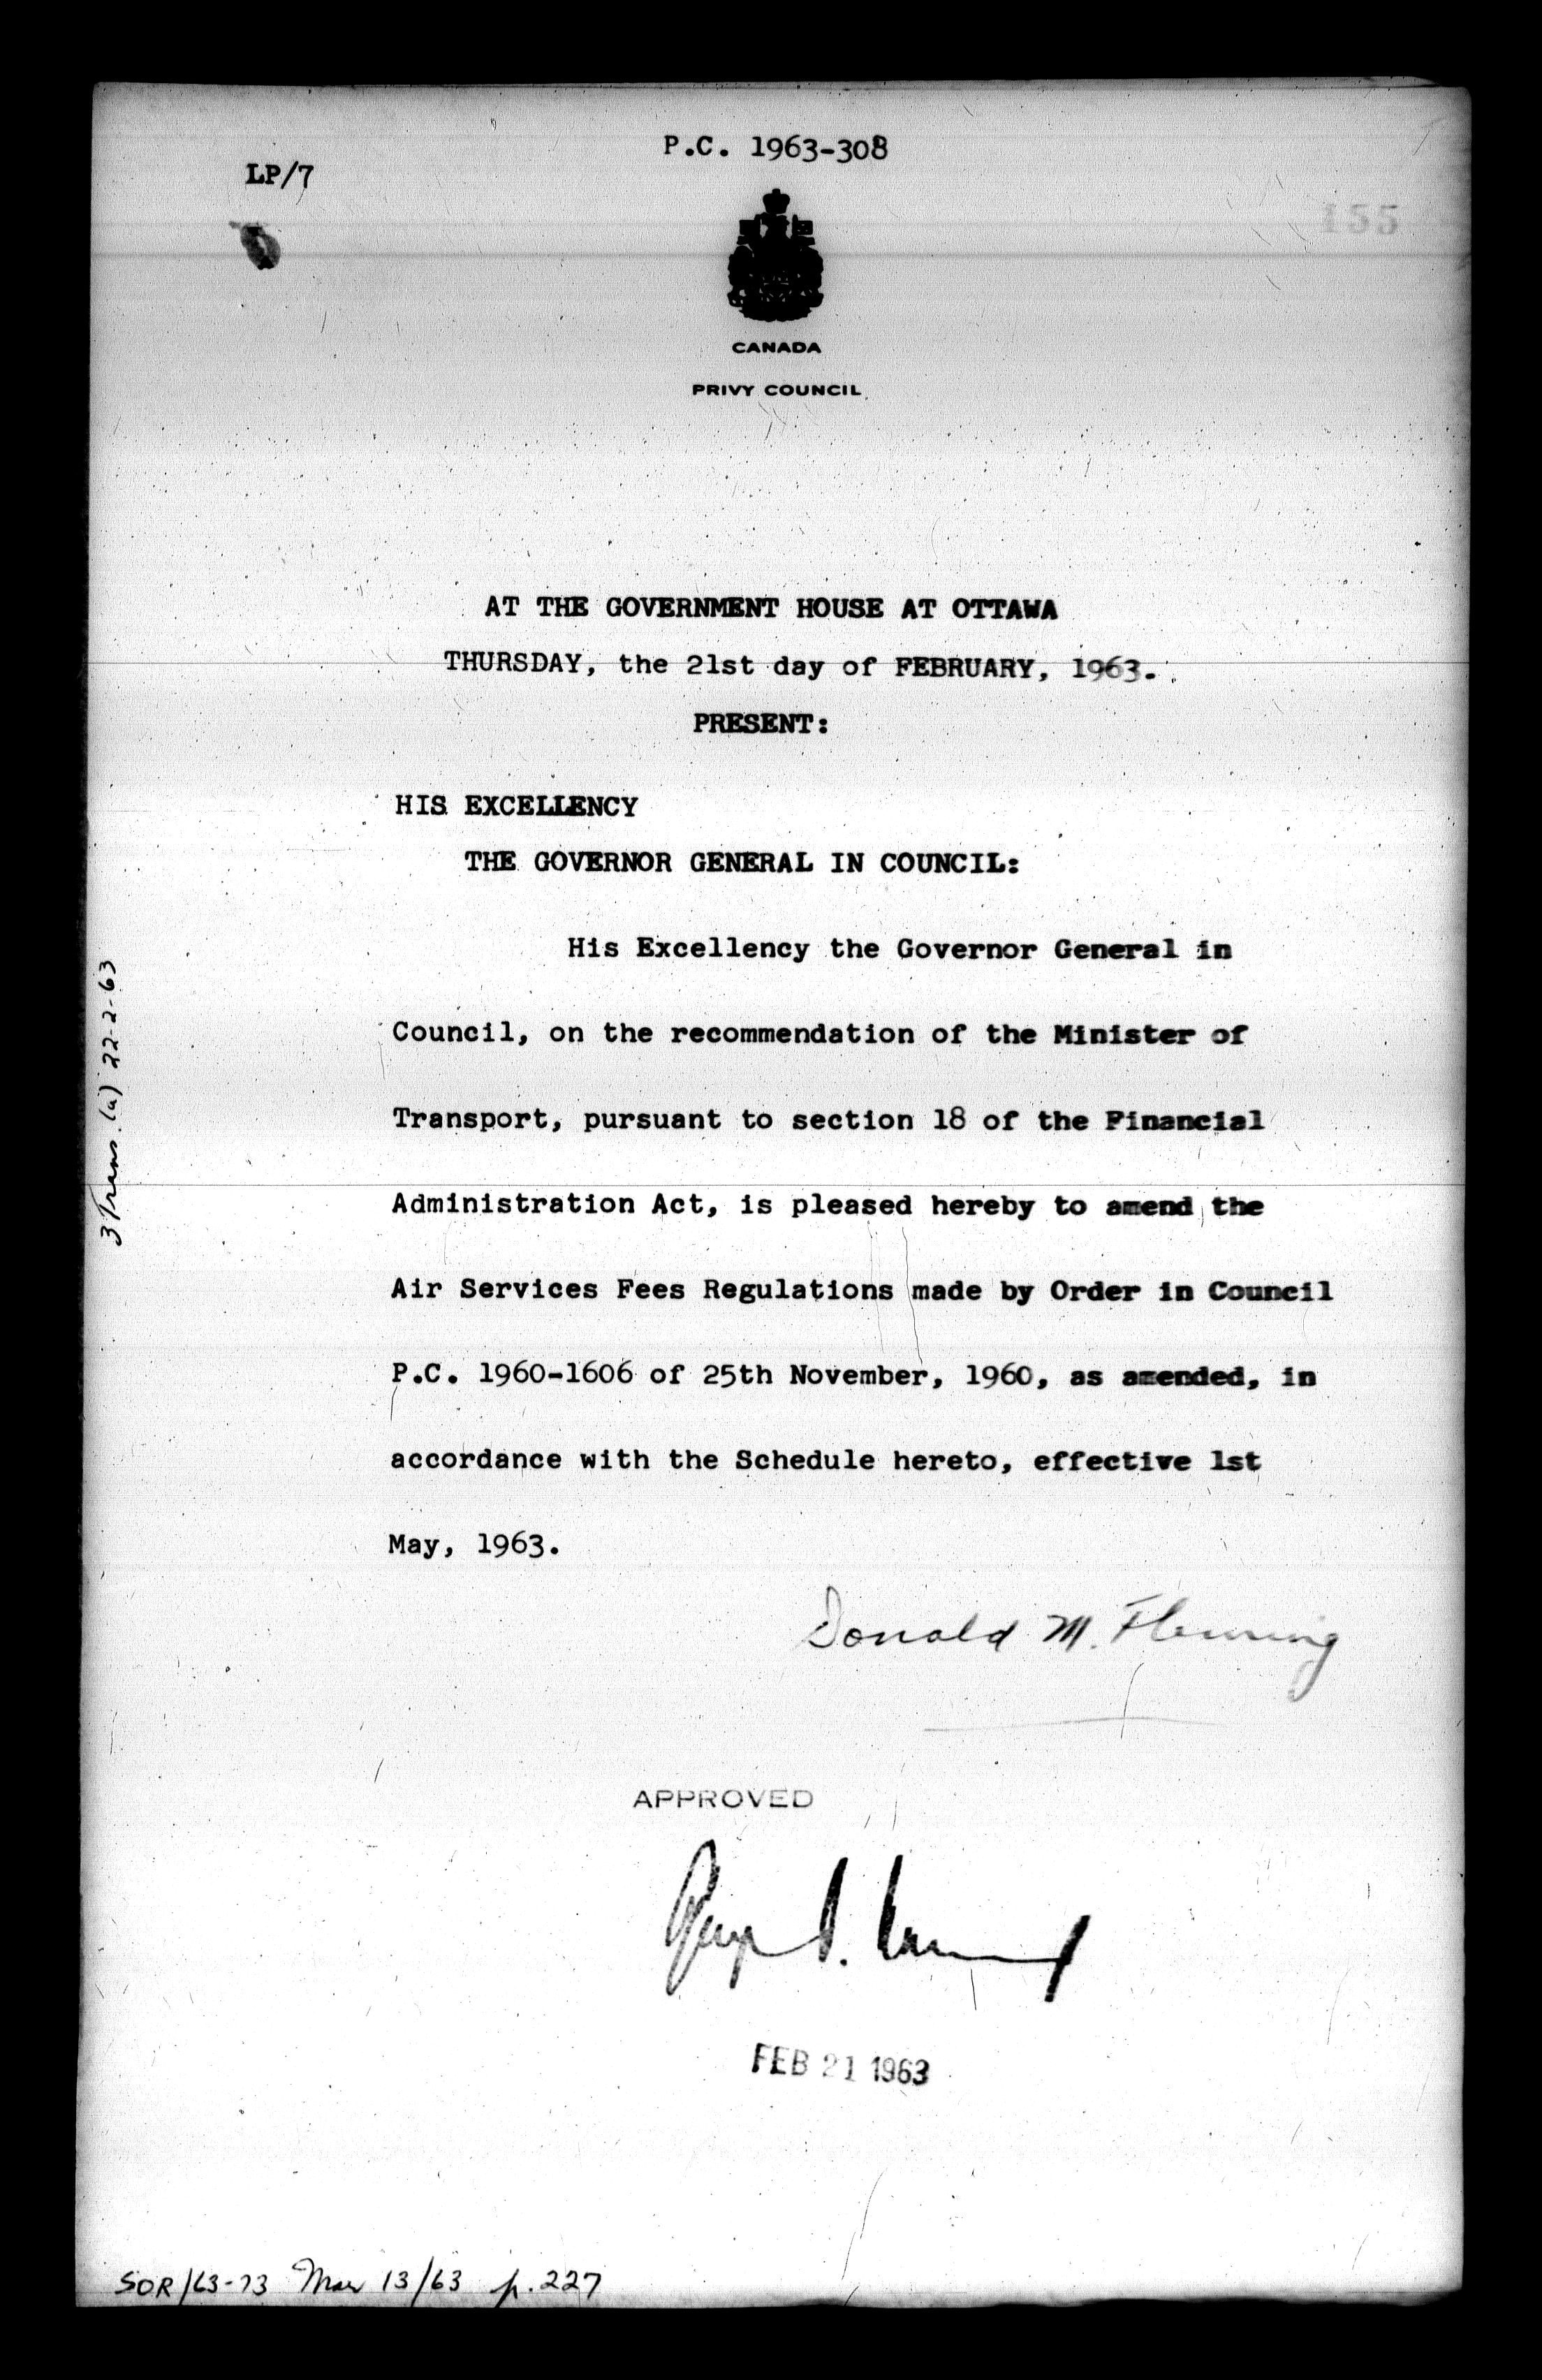 P.C. 1963-308
LP/7
155
CANADA
PRIVY COUNCIL
AT THE GOVERNMENT HOUSE AT OTTAWA
THURSDAY, the 21st day of FEBRUARY, 1963.
PRESENT:
HIS EXCELLENCY
THE GOVERNOR GENERAL IN COUNCIL:
His Excellency the Governor General in
Council, on the recommendation of the Minister of
Transport, pursuant to section 18 of the Financial
Administration Act, is pleased hereby to amend the
Air Services Fees Regulations made by Order in Council
P.C. 1960-1606 of 25th November, 1960, as amended, in
accordance with the Schedule hereto, effective 1st
May, 1963.
3 Trans. (a) 22-2-63
Donald M. Fleming
APPROVED
FEB 21 1963
SOR/63-73 Mar 13/63 p. 227